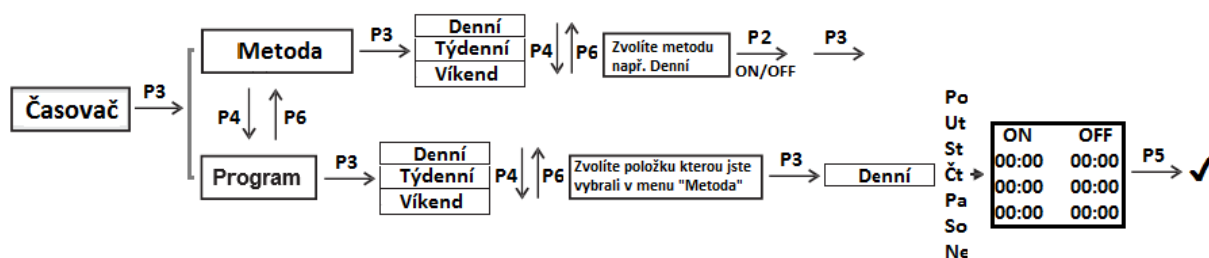 Časovač
P3
Metoda
P4
P6
Program
P3
Denní
Týdenní
Víkend
P4
P6
Zvolíte metodu
např. Denní
P2
ON/OFF
P3
P3
Denní
Týdenní
Víkend
P4
P6
Zvolíte položku kterou jste
vybrali v menu "Metoda"
P3
Denní
Po
Ut
St
Čt
Pa
So
Ne
ON OFF
00:00 00:00
00:00 00:00
00:00 00:00
P5